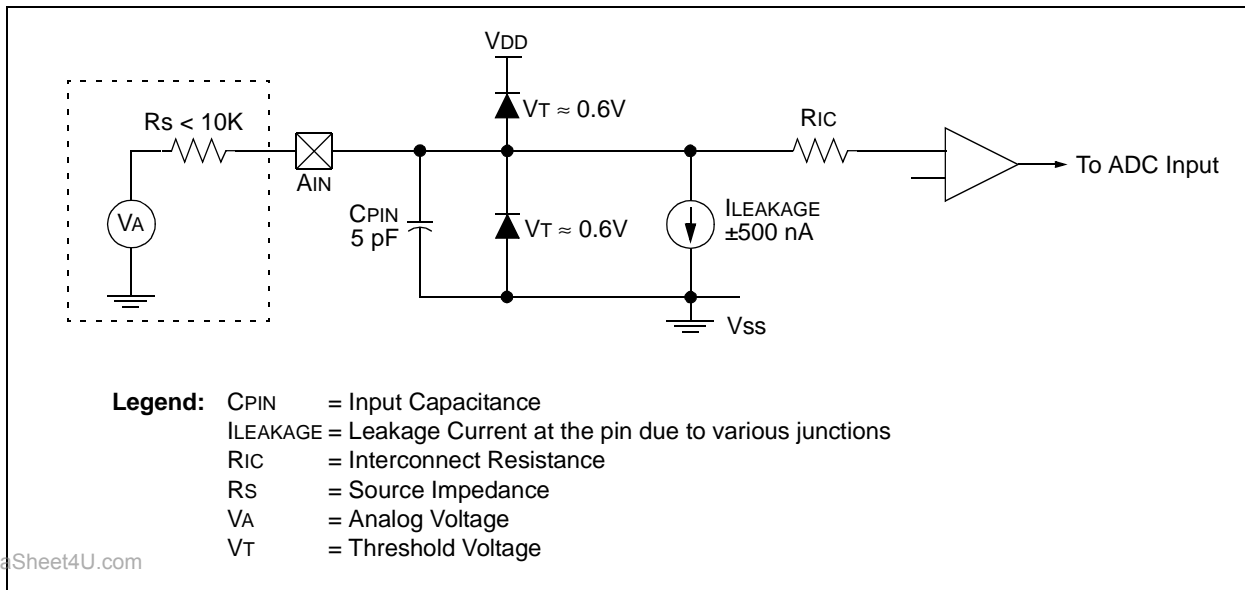 VDD
VT ≈ 0.6V
RS < 10K
RIC
AIN
To ADC Input
VA
CPIN
5 pF
VT ≈ 0.6V
ILEAKAGE
±500 nA
VSS
Legend: CPIN = Input Capacitance
ILEAKAGE = Leakage Current at the pin due to various junctions
RIC = Interconnect Resistance
RS = Source Impedance
VA = Analog Voltage
VT = Threshold Voltage
aSheet4U.com